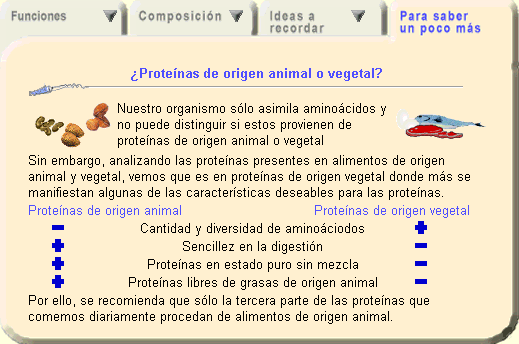 Funciones
Composición
Ideas a
recordar
Para saber
un poco más
¿Proteínas de origen animal o vegetal?
Nuestro organismo sólo asimila aminoácidos y
no puede distinguir si estos provienen de
proteínas de origen animal o vegetal
Sin embargo, analizando las proteínas presentes en alimentos de origen
animal y vegetal, vemos que es en proteínas de origen vegetal donde más se
manifiestan algunas de las características deseables para las proteínas.
Proteínas de origen animal Proteínas de origen vegetal
- Cantidad y diversidad de aminoáciodos +
+ Sencillez en la digestión -
+ Proteínas en estado puro sin mezcla -
+ Proteínas libres de grasas de origen animal -
Por ello, se recomienda que sólo la tercera parte de las proteínas que
comemos diariamente procedan de alimentos de origen animal.